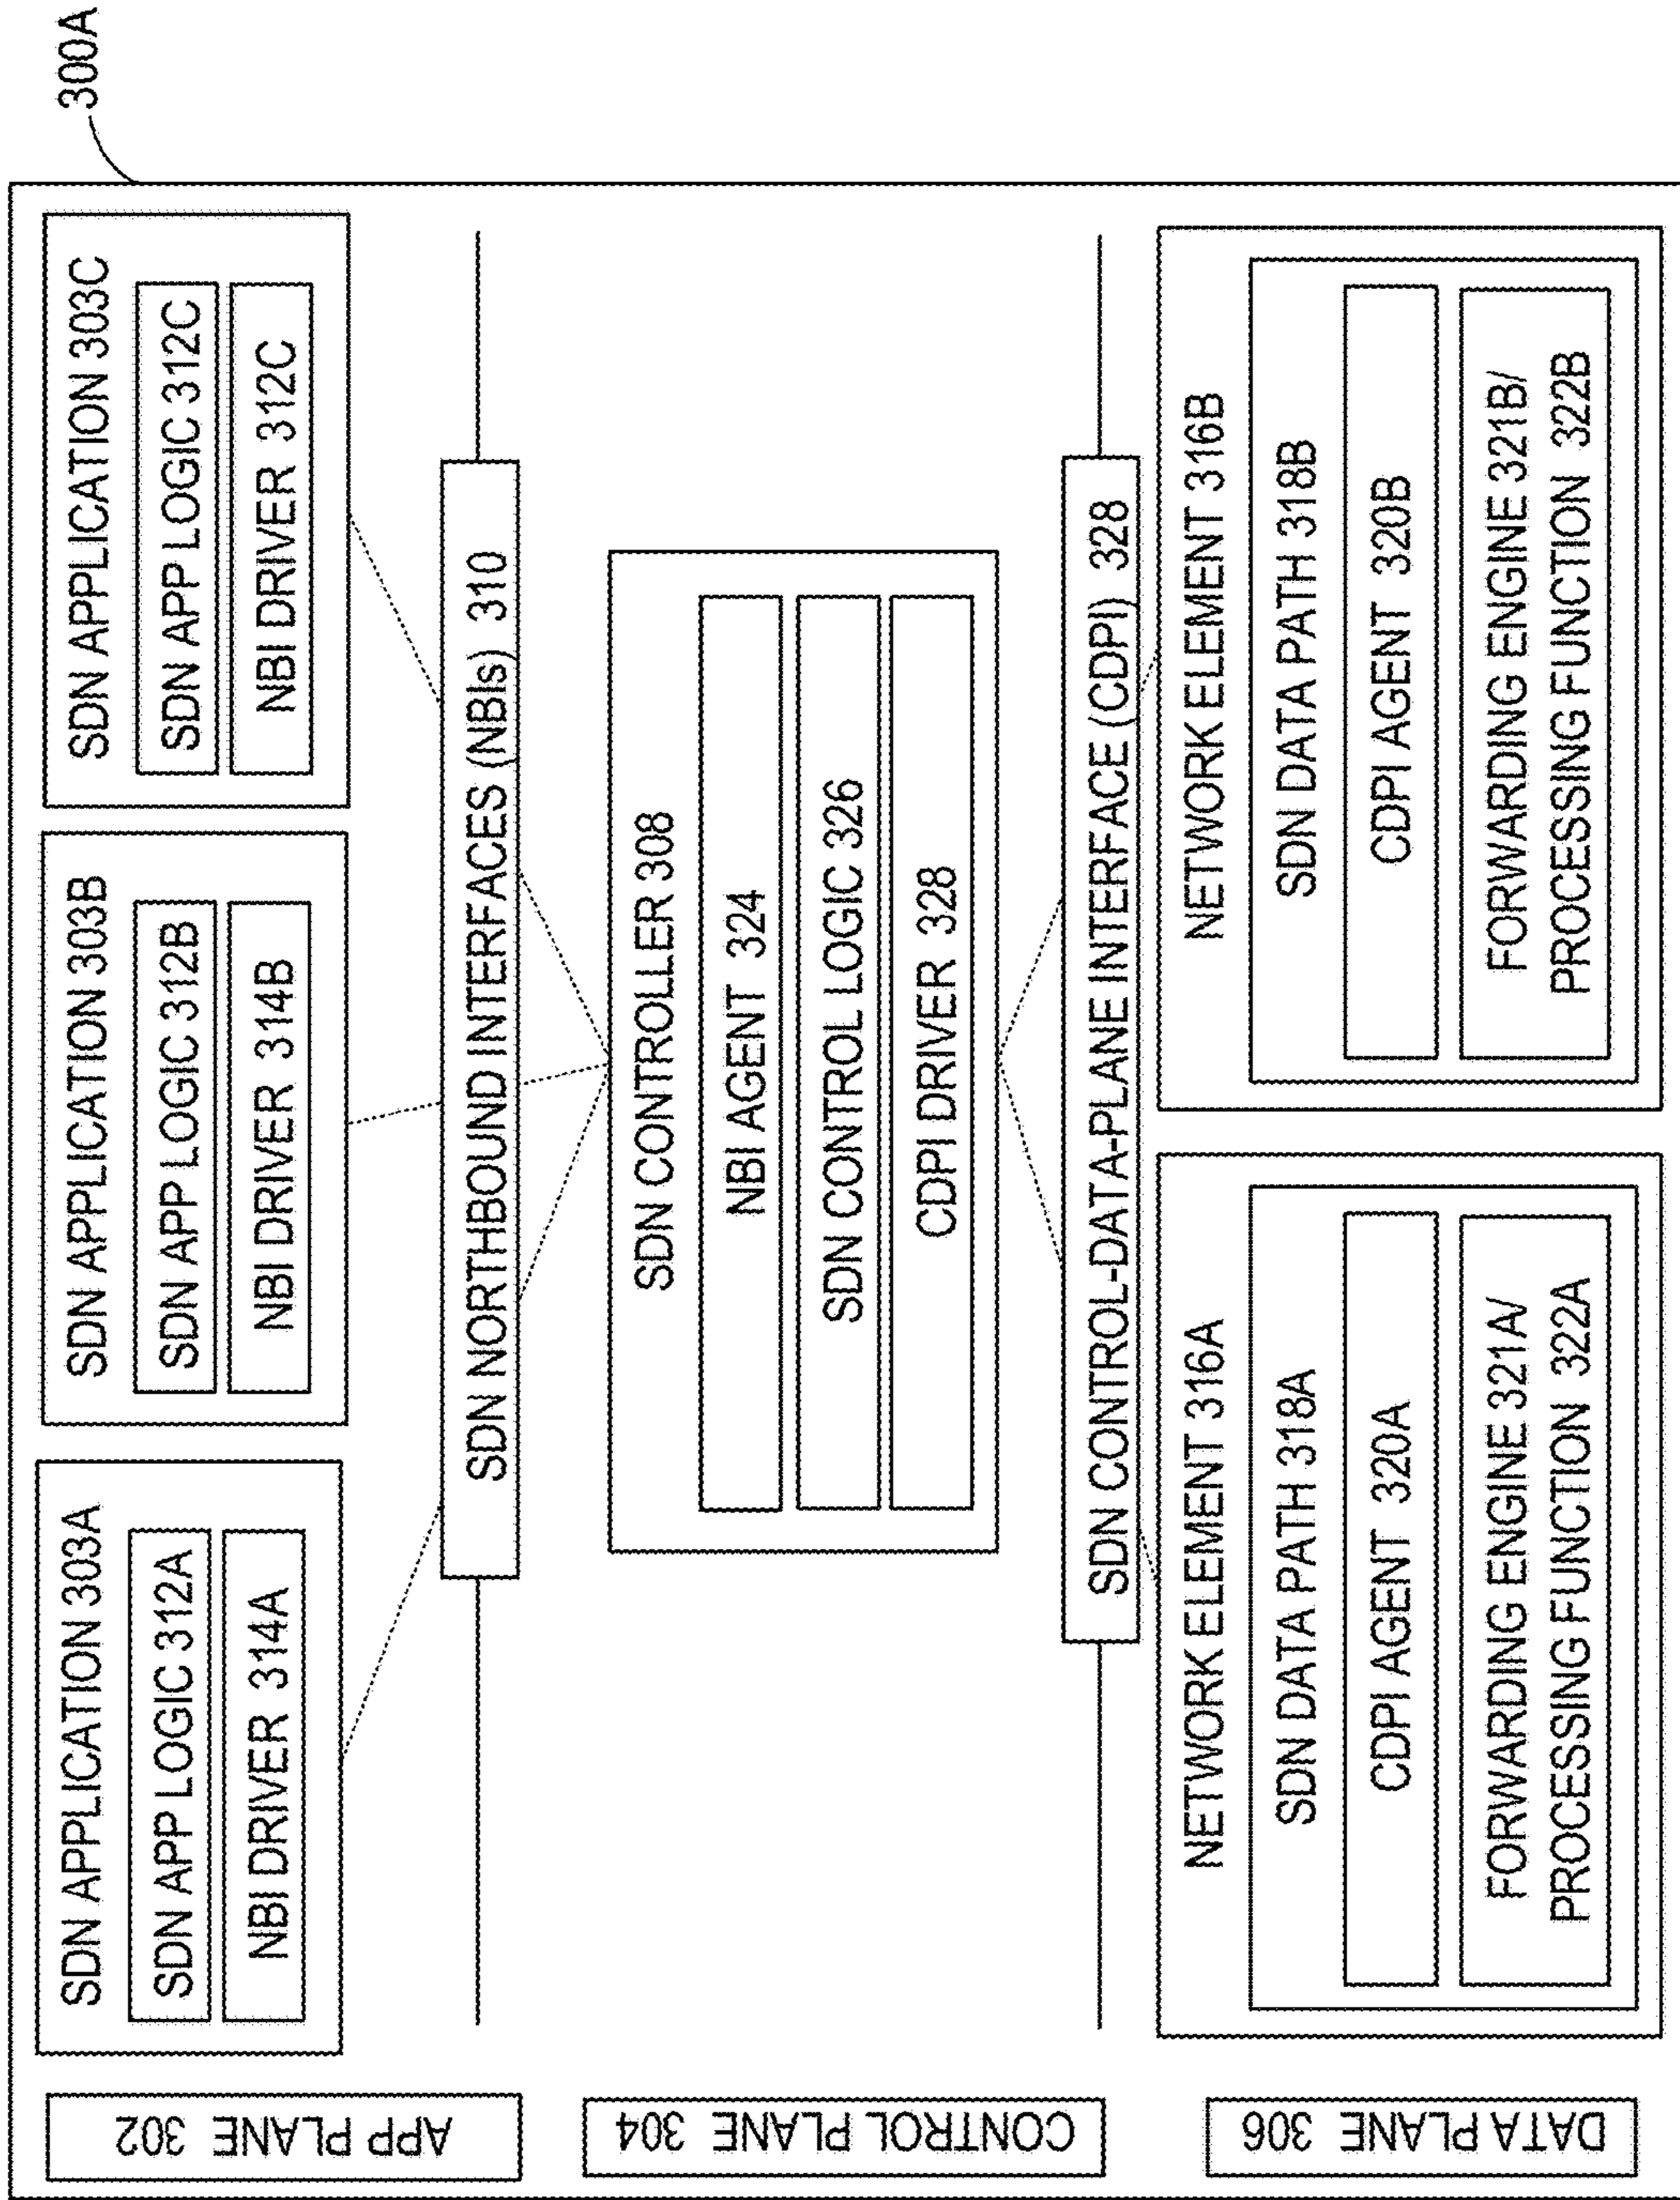 300A
APP PLANE 302
SDN APPLICATION 303A
SDN APP LOGIC 312A
NBI DRIVER 314A
SDN APPLICATION 303B
SDN APP LOGIC 312B
NBI DRIVER 314B
SDN APPLICATION 303C
SDN APP LOGIC 312C
NBI DRIVER 312C
SDN NORTHBOUND INTERFACES (NBIs) 310
CONTROL PLANE 304
SDN CONTROLLER 308
NBI AGENT 324
SDN CONTROL LOGIC 326
CDPI DRIVER 328
SDN CONTROL-DATA-PLANE INTERFACE (CDPI) 328
DATA PLANE 306
NETWORK ELEMENT 316A
SDN DATA PATH 318A
CDPI AGENT 320A
FORWARDING ENGINE 321A/
PROCESSING FUNCTION 322A
NETWORK ELEMENT 316B
SDN DATA PATH 318B
CDPI AGENT 320B
FORWARDING ENGINE 321B/
PROCESSING FUNCTION 322B